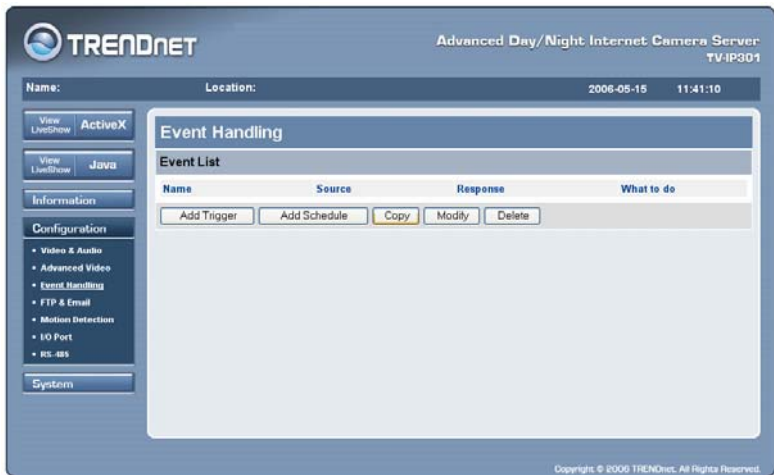 TRENDNET
Advanced Day/Night Internet Camera Server
TV-IP301
Name: Location: 2006-05-15 11:41:10
View LiveShow ActiveX
View LiveShow Java
Information
Configuration
• Video & Audio
• Advanced Video
• Event Handling
• FTP & Email
• Motion Detection
• I/O Port
• RS-485
System
Event Handling
Event List
Name Source Response What to do
Add Trigger Add Schedule Copy Modify Delete
Copyright © 2006 TRENDnet. All Rights Reserved.